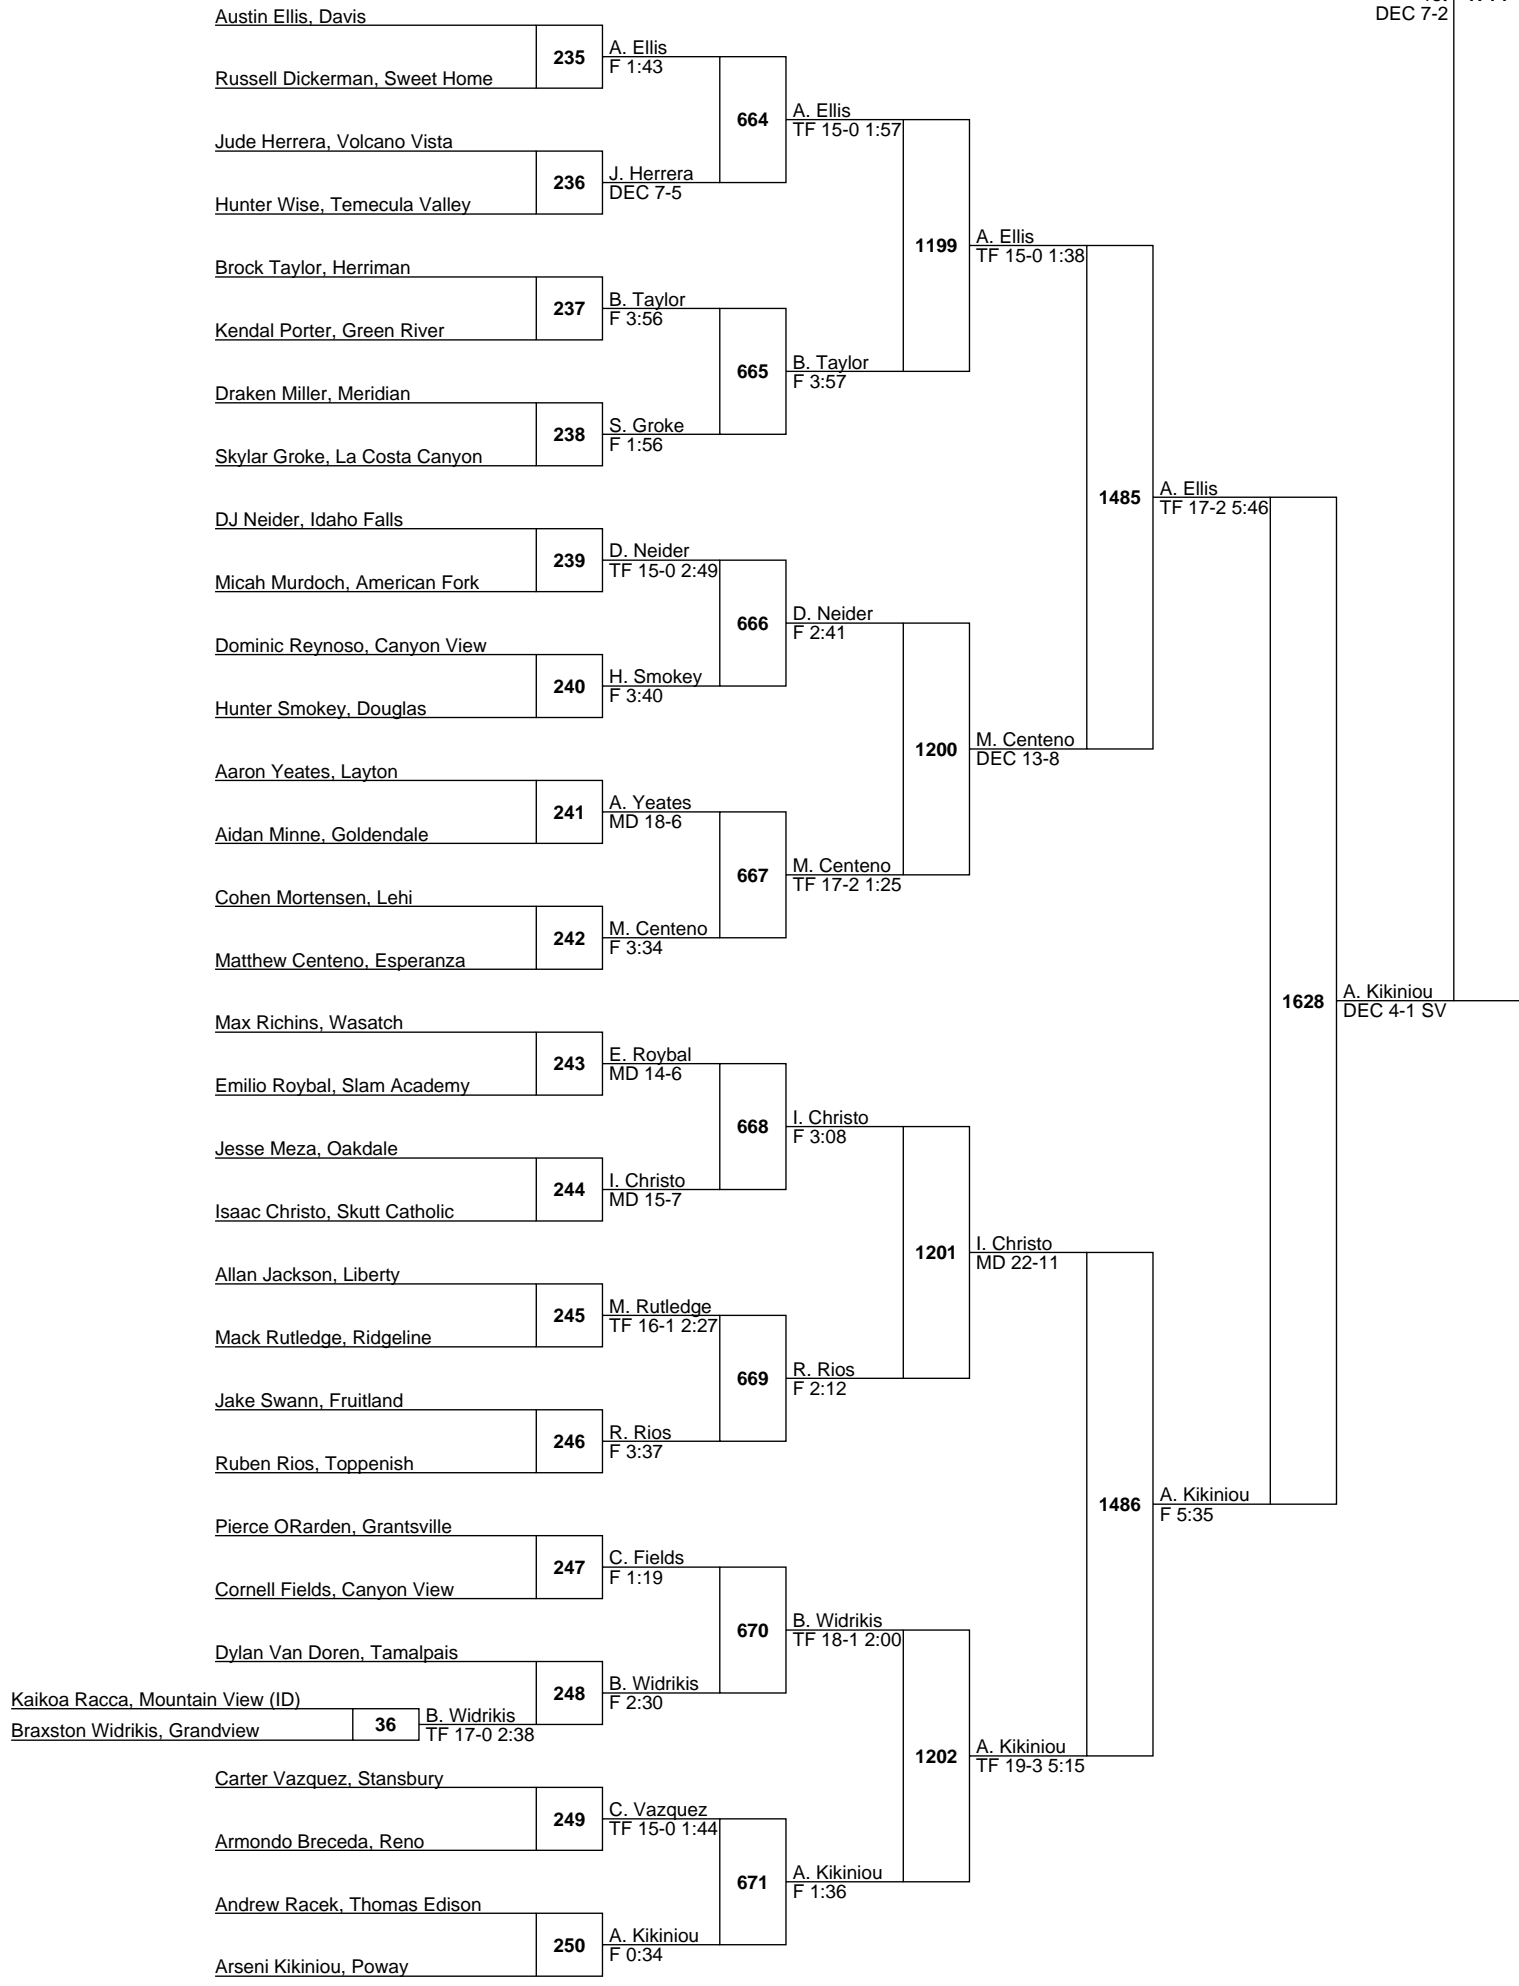 DEC 7-2
Austin Ellis, Davis
235
A. Ellis
F 1:43
Russell Dickerman, Sweet Home
664
A. Ellis
TF 15-0 1:57
Jude Herrera, Volcano Vista
236
J. Herrera
DEC 7-5
Hunter Wise, Temecula Valley
1199
A. Ellis
TF 15-0 1:38
Brock Taylor, Herriman
237
B. Taylor
F 3:56
Kendal Porter, Green River
665
B. Taylor
F 3:57
Draken Miller, Meridian
238
S. Groke
F 1:56
Skylar Groke, La Costa Canyon
1485
A. Ellis
TF 17-2 5:46
DJ Neider, Idaho Falls
239
D. Neider
TF 15-0 2:49
Micah Murdoch, American Fork
666
D. Neider
F 2:41
Dominic Reynoso, Canyon View
240
H. Smokey
F 3:40
Hunter Smokey, Douglas
1200
M. Centeno
DEC 13-8
Aaron Yeates, Layton
241
A. Yeates
MD 18-6
Aidan Minne, Goldendale
667
M. Centeno
TF 17-2 1:25
Cohen Mortensen, Lehi
242
M. Centeno
F 3:34
Matthew Centeno, Esperanza
1628
A. Kikiniou
DEC 4-1 SV
Max Richins, Wasatch
243
E. Roybal
MD 14-6
Emilio Roybal, Slam Academy
668
I. Christo
F 3:08
Jesse Meza, Oakdale
244
I. Christo
MD 15-7
Isaac Christo, Skutt Catholic
1201
I. Christo
MD 22-11
Allan Jackson, Liberty
245
M. Rutledge
TF 16-1 2:27
Mack Rutledge, Ridgeline
669
R. Rios
F 2:12
Jake Swann, Fruitland
246
R. Rios
F 3:37
Ruben Rios, Toppenish
1486
A. Kikiniou
F 5:35
Pierce ORarden, Grantsville
247
C. Fields
F 1:19
Cornell Fields, Canyon View
670
B. Widrikis
TF 18-1 2:00
Dylan Van Doren, Tamalpais
248
B. Widrikis
F 2:30
Kaikoa Racca, Mountain View (ID)
36
B. Widrikis
TF 17-0 2:38
Braxston Widrikis, Grandview
1202
A. Kikiniou
TF 19-3 5:15
Carter Vazquez, Stansbury
249
C. Vazquez
TF 15-0 1:44
Armondo Breceda, Reno
671
A. Kikiniou
F 1:36
Andrew Racek, Thomas Edison
250
A. Kikiniou
F 0:34
Arseni Kikiniou, Poway